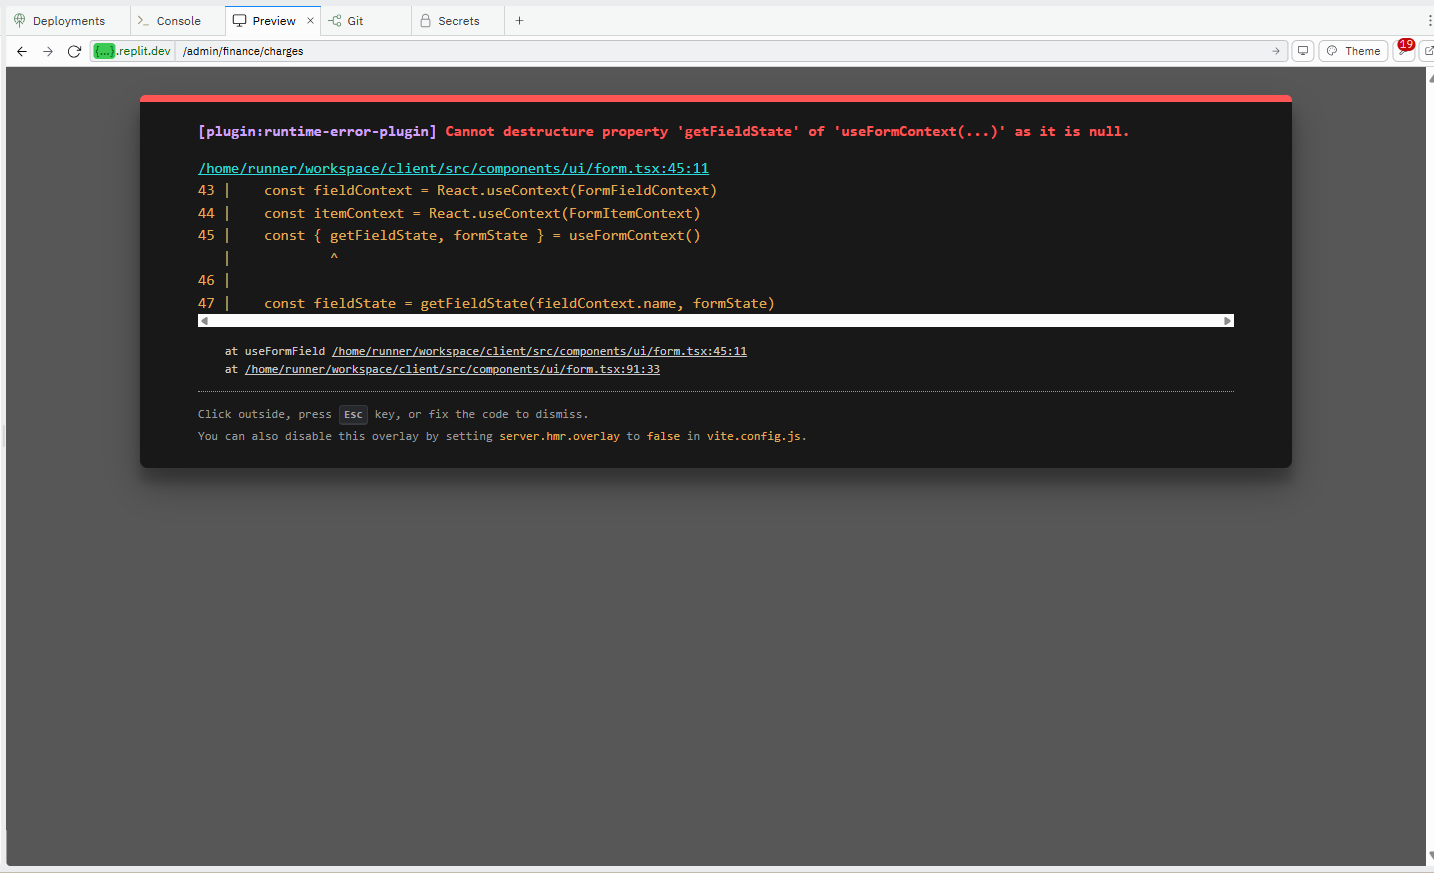 Deployments
Console
Preview
Git
Secrets
{...}.replit.dev /admin/finance/charges
Theme
19
[plugin:runtime-error-plugin] Cannot destructure property 'getFieldState' of 'useFormContext(...)' as it is null.
/home/runner/workspace/client/src/components/ui/form.tsx:45:11
43 |    const fieldContext = React.useContext(FormFieldContext)
44 |    const itemContext = React.useContext(FormItemContext)
45 |    const { getFieldState, formState } = useFormContext()
   |            ^
46 |
47 |    const fieldState = getFieldState(fieldContext.name, formState)
at useFormField /home/runner/workspace/client/src/components/ui/form.tsx:45:11
at /home/runner/workspace/client/src/components/ui/form.tsx:91:33
Click outside, press Esc key, or fix the code to dismiss.
You can also disable this overlay by setting server.hmr.overlay to false in vite.config.js.